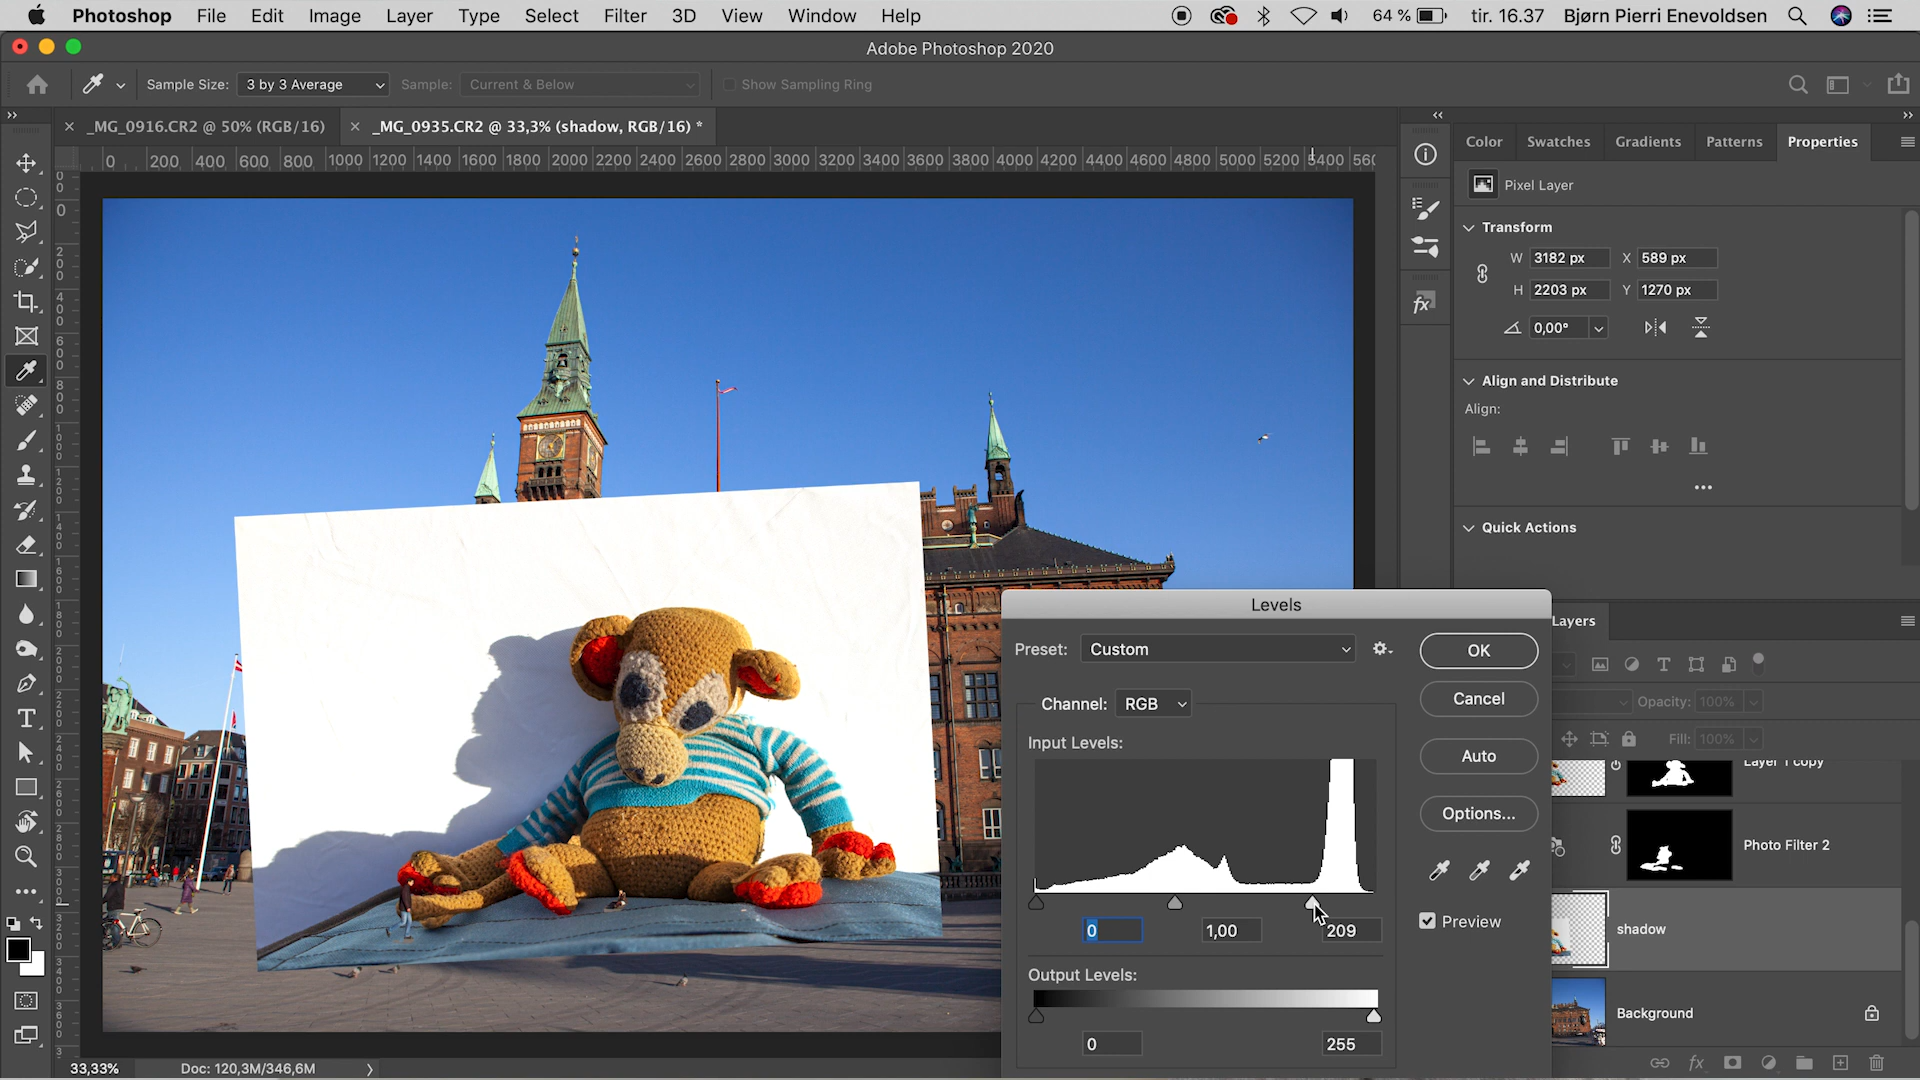 Photoshop File Edit Image Layer Type Select Filter 3D View Window Help 64 % tir. 16.37 Bjørn Pierri Enevoldsen
Adobe Photoshop 2020
Sample Size: 3 by 3 Average Sample: Current & Below Show Sampling Ring
_MG_0916.CR2 @ 50% (RGB/16) _MG_0935.CR2 @ 33,3% (shadow, RGB/16) *
0 200 400 600 800 1000 1200 1400 1600 1800 2000 2200 2400 2600 2800 3000 3200 3400 3600 3800 4000 4200 4400 4600 4800 5000 5200 5400 560
Color Swatches Gradients Patterns Properties
Pixel Layer
Transform
W 3182 px X 589 px
H 2203 px Y 1270 px
0,00°
Align and Distribute
Align:
Quick Actions
Levels
Preset: Custom
OK
Cancel
Auto
Options...
Preview
Channel: RGB
Input Levels:
0 1,00 209
Output Levels:
0 255
Layers
Opacity: 100%
Fill: 100%
Layer 1 copy
Photo Filter 2
shadow
Background
33,33% Doc: 120,3M/346,6M